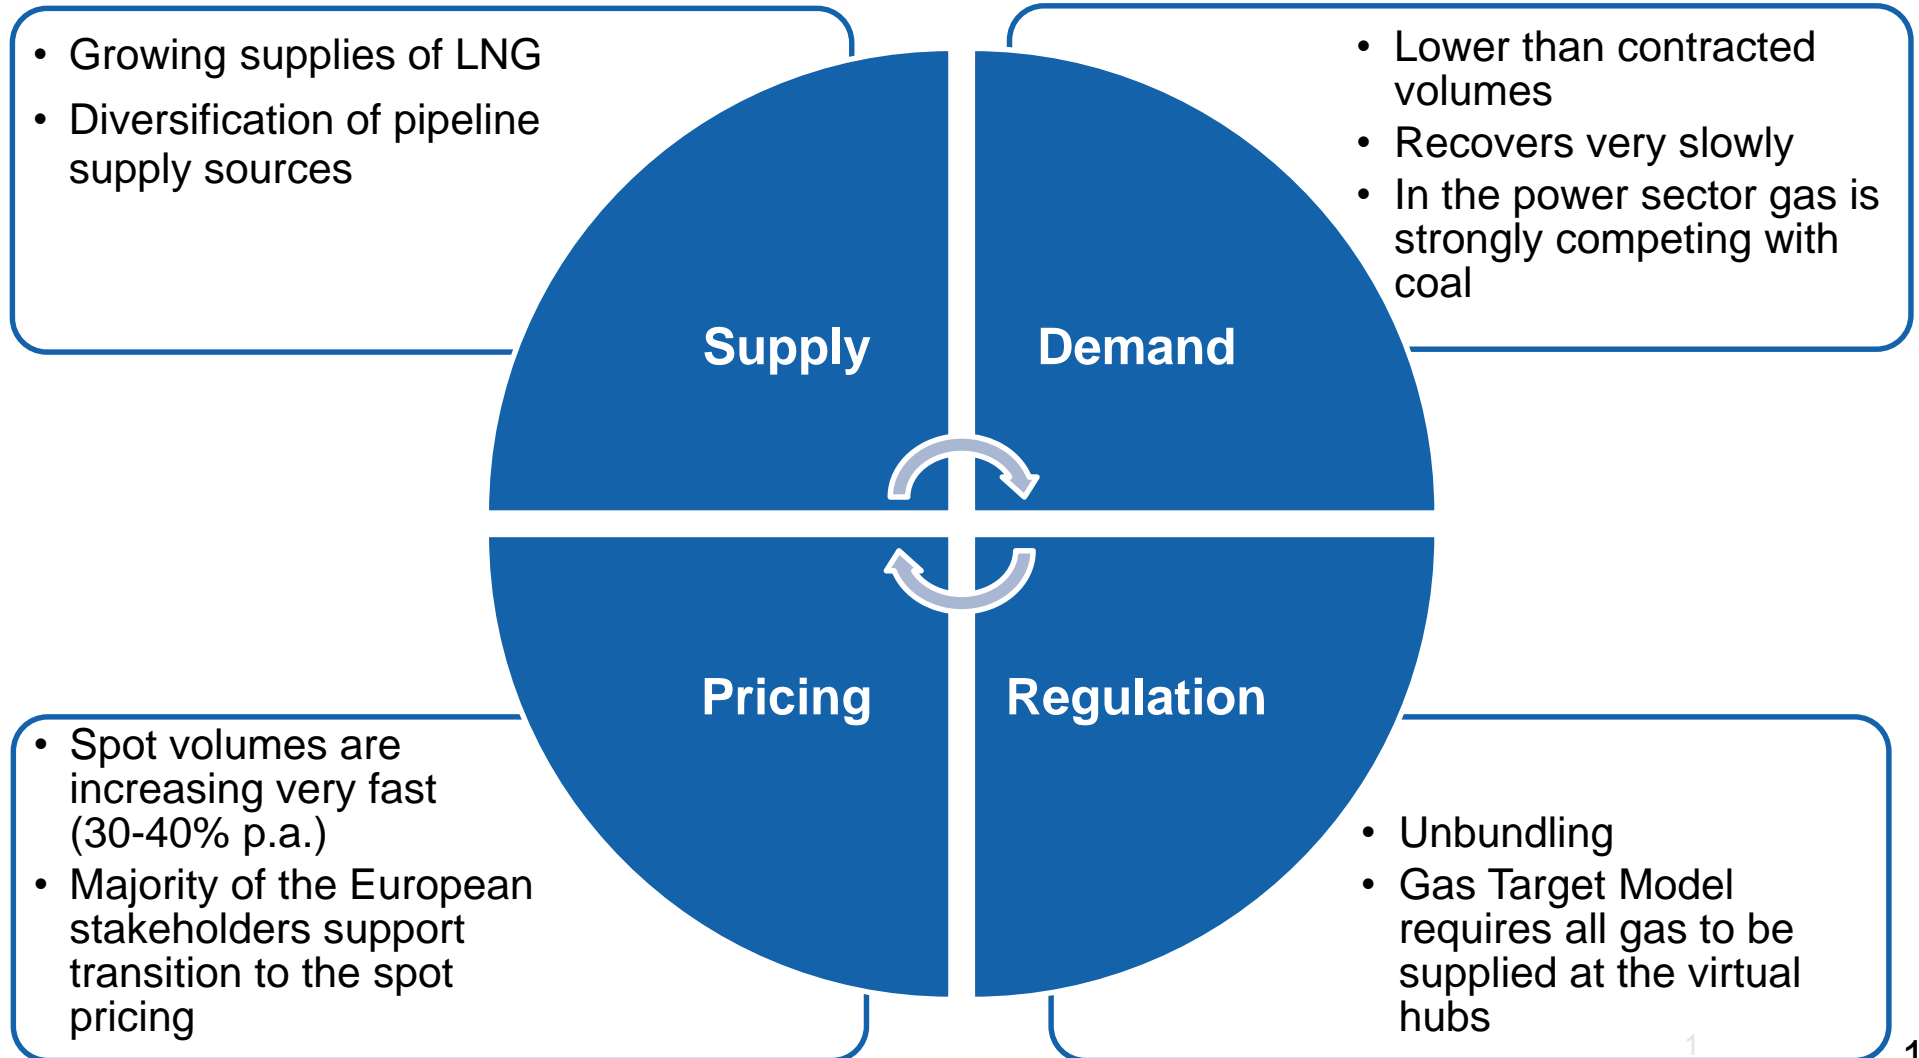 • Growing supplies of LNG
• Diversification of pipeline
supply sources
• Lower than contracted
volumes
• Recovers very slowly
• In the power sector gas is
strongly competing with
coal
Supply
Demand
Pricing
Regulation
• Spot volumes are
increasing very fast
(30-40% p.a.)
• Majority of the European
stakeholders support
transition to the spot
pricing
• Unbundling
• Gas Target Model
requires all gas to be
supplied at the virtual
hubs
1
1